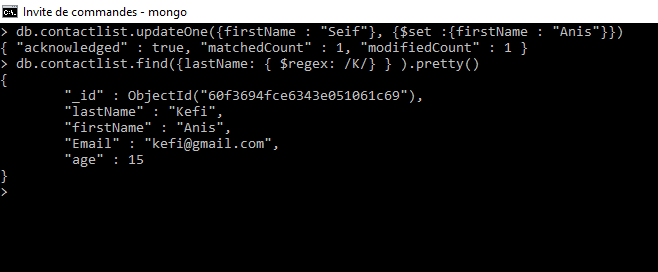 Invite de commandes - mongo
> db.contactlist.updateOne({firstName : "Seif"}, {$set :{firstName : "Anis"}})
{ "acknowledged" : true, "matchedCount" : 1, "modifiedCount" : 1 }
> db.contactlist.find({lastName: { $regex: /K/} } ).pretty()
{
        "_id" : ObjectId("60f3694fce6343e051061c69"),
        "lastName" : "Kefi",
        "firstName" : "Anis",
        "Email" : "kefi@gmail.com",
        "age" : 15
}
>